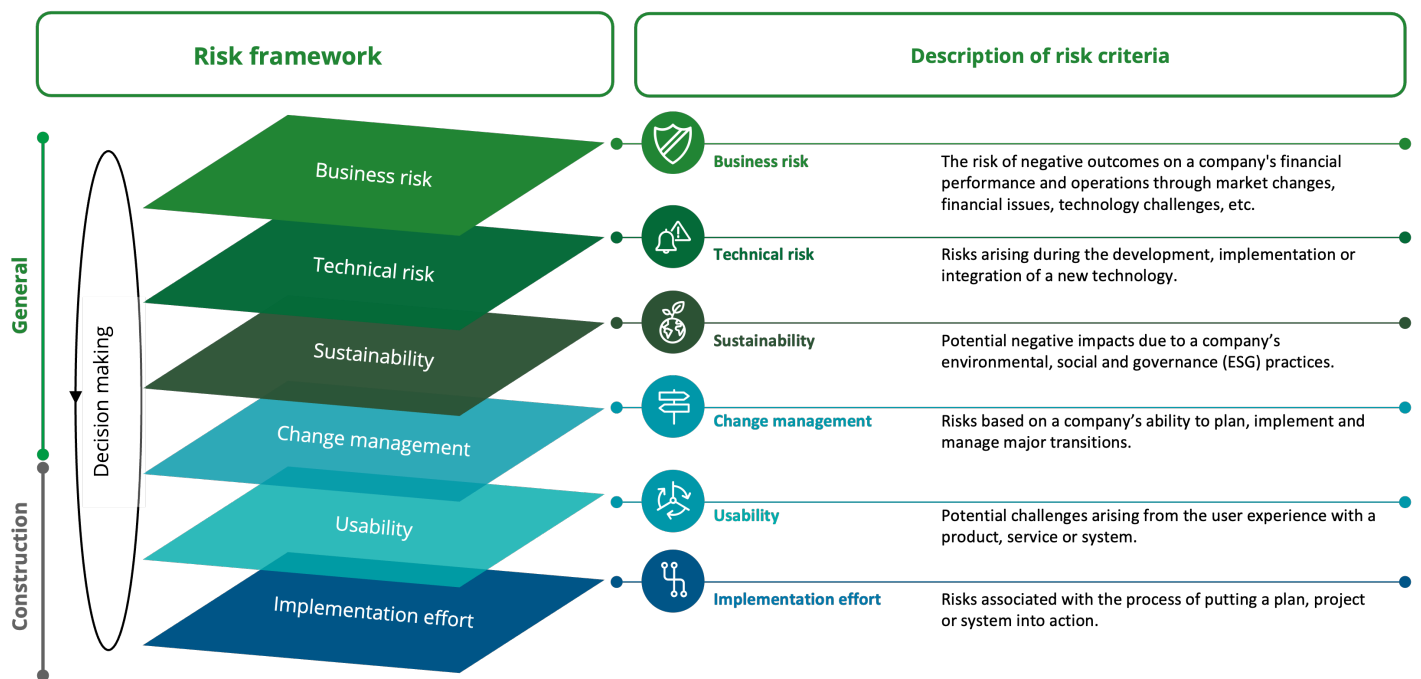 Risk framework
Description of risk criteria
General
Construction
Decision making
Business risk
Technical risk
Sustainability
Change management
Usability
Implementation effort
Business risk
The risk of negative outcomes on a company's financial
performance and operations through market changes,
financial issues, technology challenges, etc.
Technical risk
Risks arising during the development, implementation or
integration of a new technology.
Sustainability
Potential negative impacts due to a company’s
environmental, social and governance (ESG) practices.
Change management
Risks based on a company’s ability to plan, implement and
manage major transitions.
Usability
Potential challenges arising from the user experience with a
product, service or system.
Implementation effort
Risks associated with the process of putting a plan, project
or system into action.